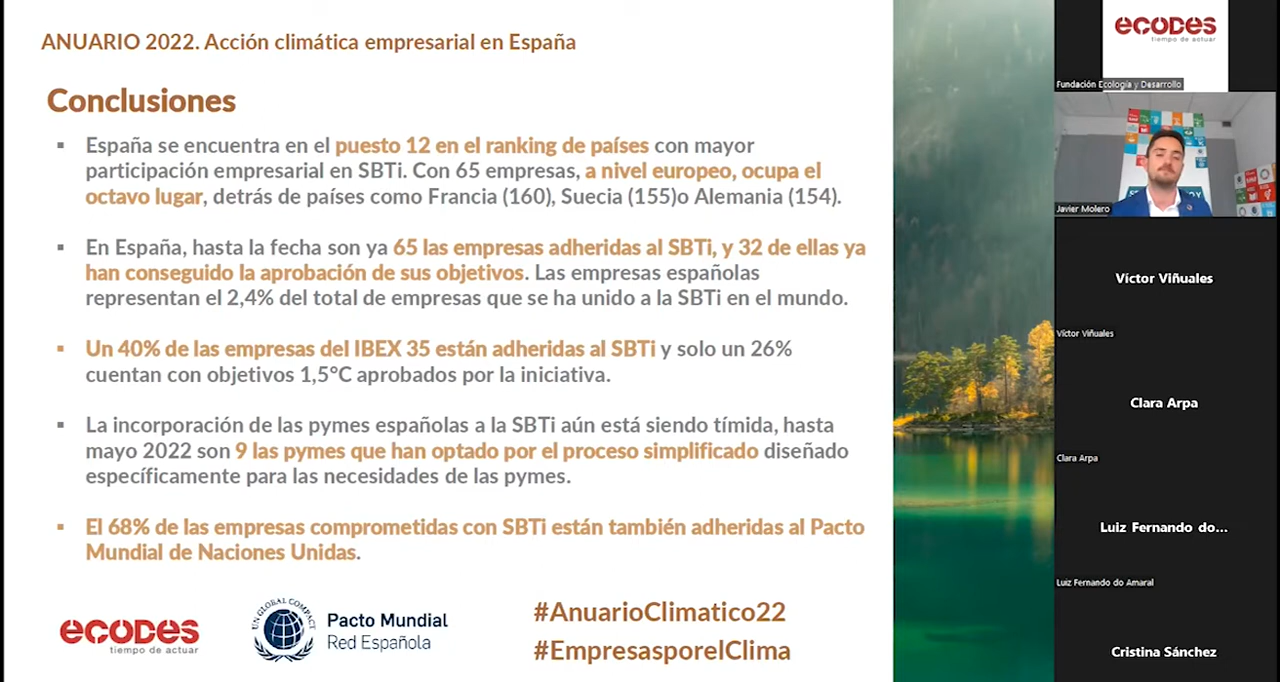 ANUARIO 2022. Acción climática empresarial en España
Conclusiones
España se encuentra en el puesto 12 en el ranking de países con mayor
participación empresarial en SBTi. Con 65 empresas, a nivel europeo, ocupa el
octavo lugar, detrás de países como Francia (160), Suecia (155)o Alemania (154).
En España, hasta la fecha son ya 65 las empresas adheridas al SBTi, y 32 de ellas ya
han conseguido la aprobación de sus objetivos. Las empresas españolas
representan el 2,4% del total de empresas que se ha unido a la SBTi en el mundo.
Un 40% de las empresas del IBEX 35 están adheridas al SBTi y solo un 26%
cuentan con objetivos 1,5°C aprobados por la iniciativa.
La incorporación de las pymes españolas a la SBTi aún está siendo tímida, hasta
mayo 2022 son 9 las pymes que han optado por el proceso simplificado diseñado
específicamente para las necesidades de las pymes.
El 68% de las empresas comprometidas con SBTi están también adheridas al Pacto
Mundial de Naciones Unidas.
ecodes
tiempo de actuar
UN GLOBAL COMPACT
Pacto Mundial
Red Española
#AnuarioClimatico22
#EmpresasporelClima
ecodes
tiempo de actuar
Fundación Ecología y Desarrollo
Javier Molero
Víctor Viñuales
Víctor Viñuales
Clara Arpa
Clara Arpa
Luiz Fernando do...
Luiz Fernando do Amaral
Cristina Sánchez